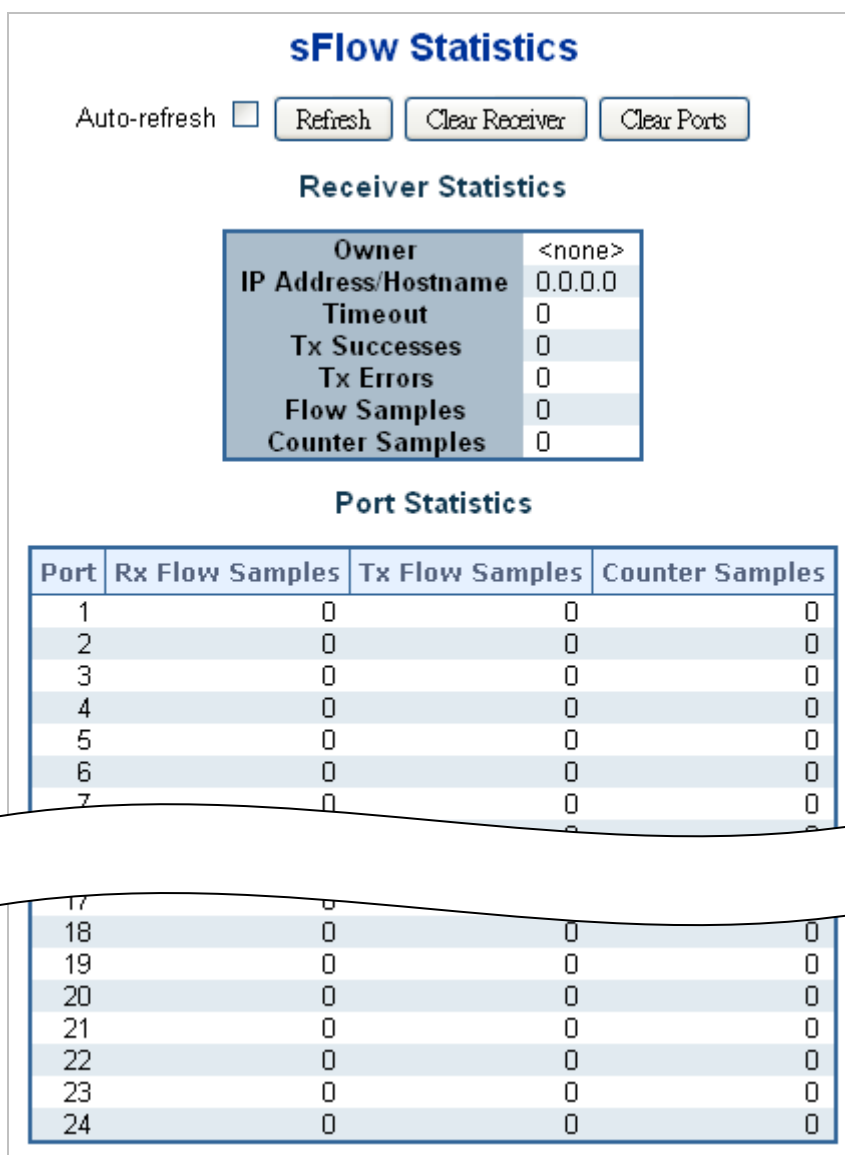 sFlow Statistics
Auto-refresh Refresh Clear Receiver Clear Ports
Receiver Statistics
Owner <none>
IP Address/Hostname 0.0.0.0
Timeout 0
Tx Successes 0
Tx Errors 0
Flow Samples 0
Counter Samples 0
Port Statistics
Port Rx Flow Samples Tx Flow Samples Counter Samples
1 0 0 0
2 0 0 0
3 0 0 0
4 0 0 0
5 0 0 0
6 0 0 0
7 0 0 0
17 0
18 0 0 0
19 0 0 0
20 0 0 0
21 0 0 0
22 0 0 0
23 0 0 0
24 0 0 0